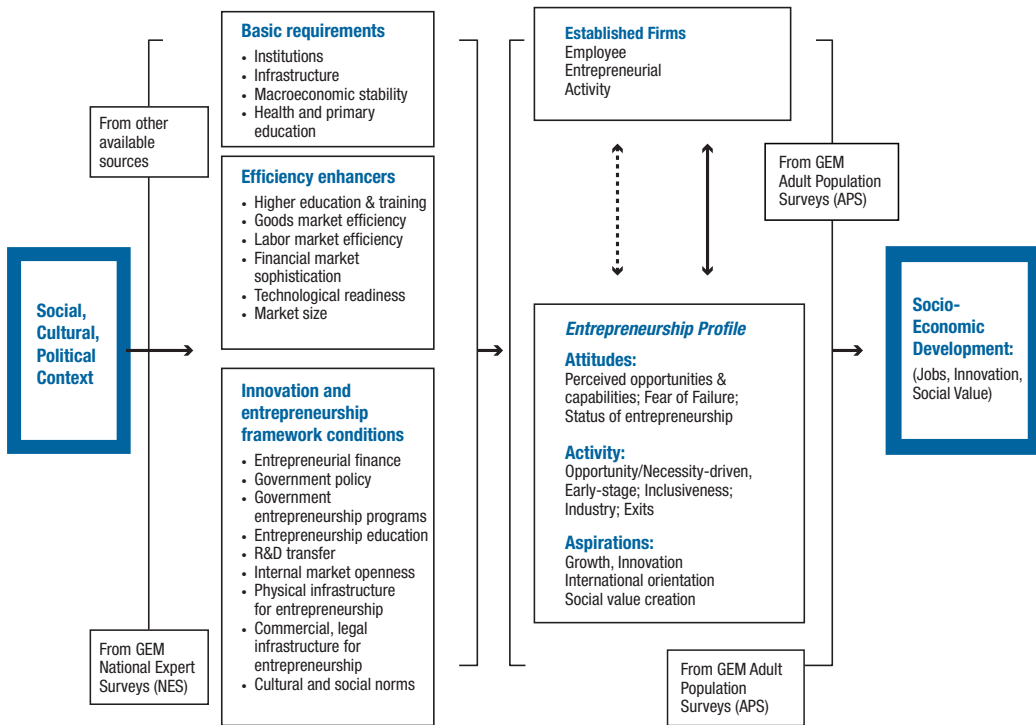 Social,
Cultural,
Political
Context
From other
available
sources
From GEM
National Expert
Surveys (NES)
Basic requirements
• Institutions
• Infrastructure
• Macroeconomic stability
• Health and primary
education
Efficiency enhancers
• Higher education & training
• Goods market efficiency
• Labor market efficiency
• Financial market
sophistication
• Technological readiness
• Market size
Innovation and
entrepreneurship
framework conditions
• Entrepreneurial finance
• Government policy
• Government
entrepreneurship programs
• Entrepreneurship education
• R&D transfer
• Internal market openness
• Physical infrastructure
for entrepreneurship
• Commercial, legal
infrastructure for
entrepreneurship
• Cultural and social norms
Established Firms
Employee
Entrepreneurial
Activity
Entrepreneurship Profile
Attitudes:
Perceived opportunities &
capabilities; Fear of Failure;
Status of entrepreneurship
Activity:
Opportunity/Necessity-driven,
Early-stage; Inclusiveness;
Industry; Exits
Aspirations:
Growth, Innovation
International orientation
Social value creation
From GEM
Adult Population
Surveys (APS)
From GEM Adult
Population
Surveys (APS)
Socio-
Economic
Development:
(Jobs, Innovation,
Social Value)